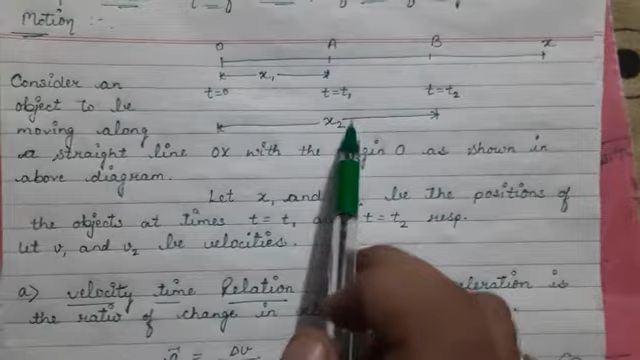 Motion :-
O A B x
x₁
t=0 t=t₁ t=t₂
x₂
Consider an
object to be
moving along
a straight line OX with the origin O as shown in
above diagram.
Let x₁ and be the positions of
the objects at times t = t₁ t = t₂ resp.
let v₁ and v₂ be velocities.
a) velocity time Relation is
the ratio of change in
= Δv